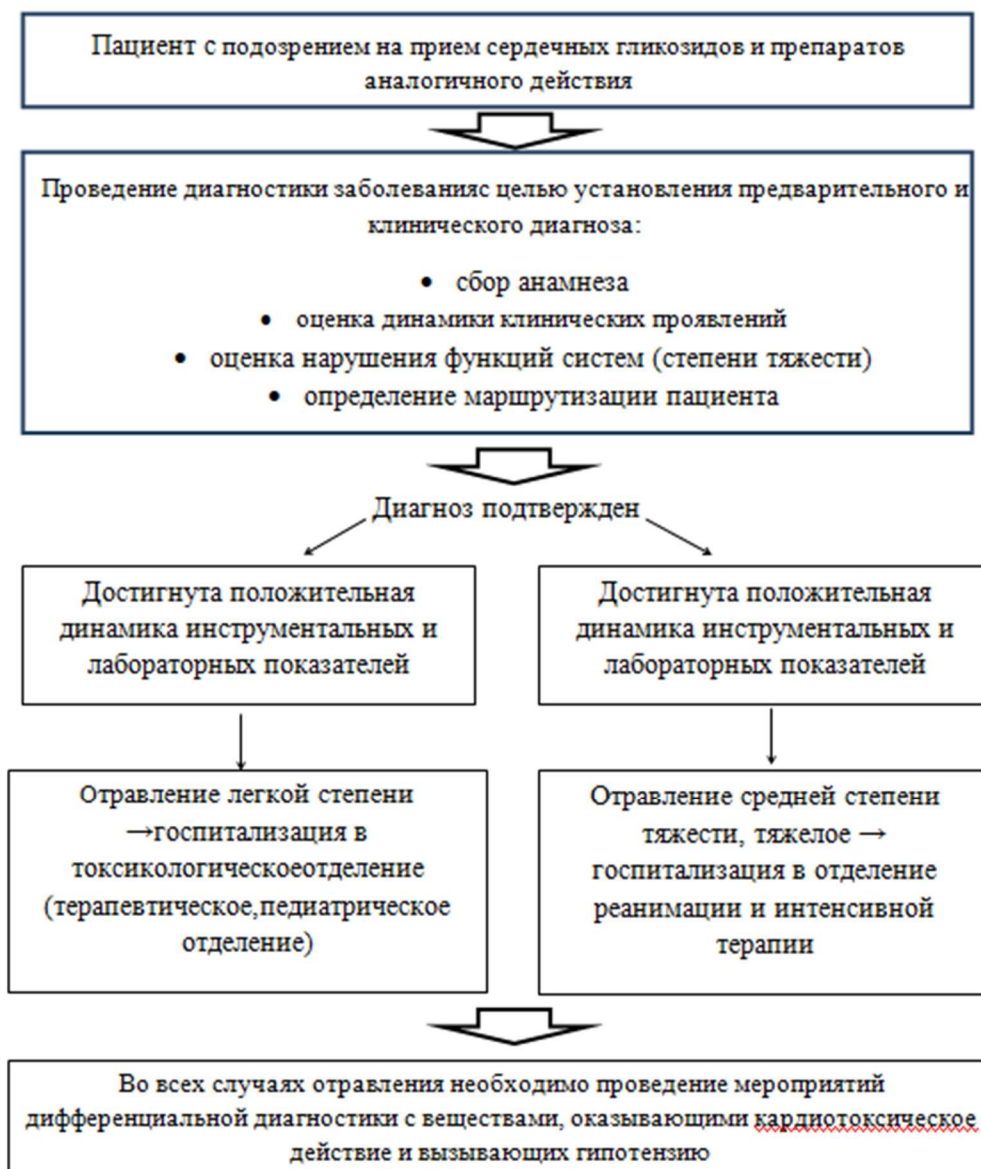 Пациент с подозрением на прием сердечных гликозидов и препаратов
аналогичного действия
Проведение диагностики заболеванияс целью установления предварительного и
клинического диагноза:
• сбор анамнеза
• оценка динамики клинических проявлений
• оценка нарушения функций систем (степени тяжести)
• определение маршрутизации пациента
Диагноз подтвержден
Достигнута положительная
динамика инструментальных и
лабораторных показателей
Достигнута положительная
динамика инструментальных и
лабораторных показателей
Отравление легкой степени
→госпитализация в
токсикологическоеотделение
(терапевтическое,педиатрическое
отделение)
Отравление средней степени
тяжести, тяжелое →
госпитализация в отделение
реанимации и интенсивной
терапии
Во всех случаях отравления необходимо проведение мероприятий
дифференциальной диагностики с веществами, оказывающими кардиотоксическое
действие и вызывающих гипотензию